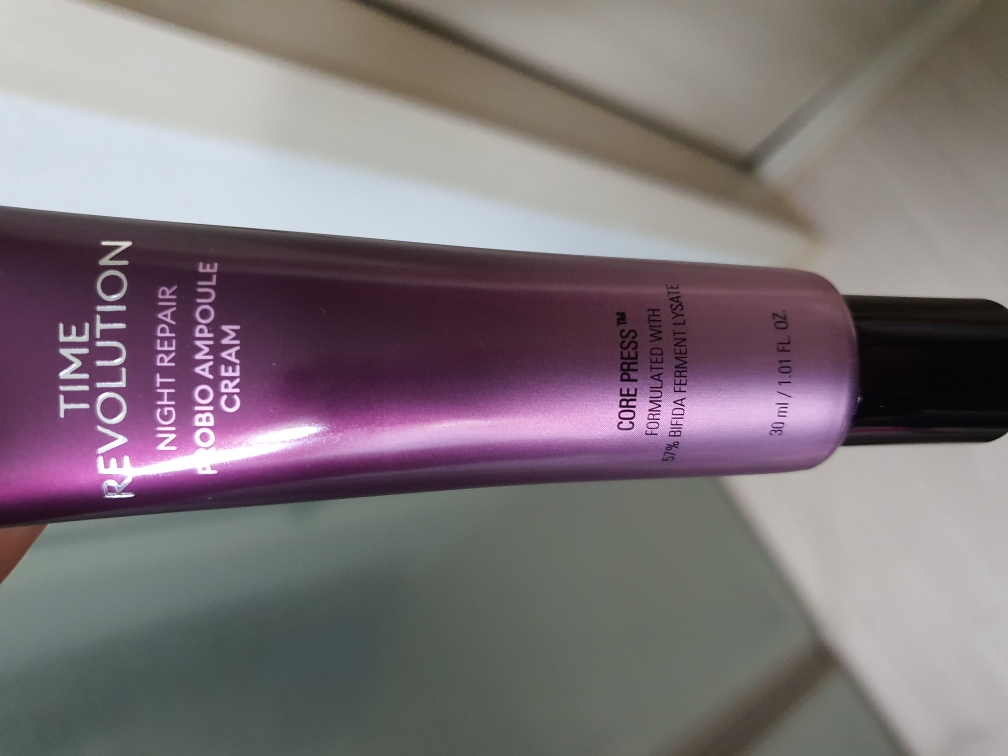 TIME
REVOLUTION
NIGHT REPAIR
PROBIO AMPOULE
CREAM
CORE PRESS™
FORMULATED WITH
57% BIFIDA FERMENT LYSATE
30 ml / 1.01 FL. OZ.